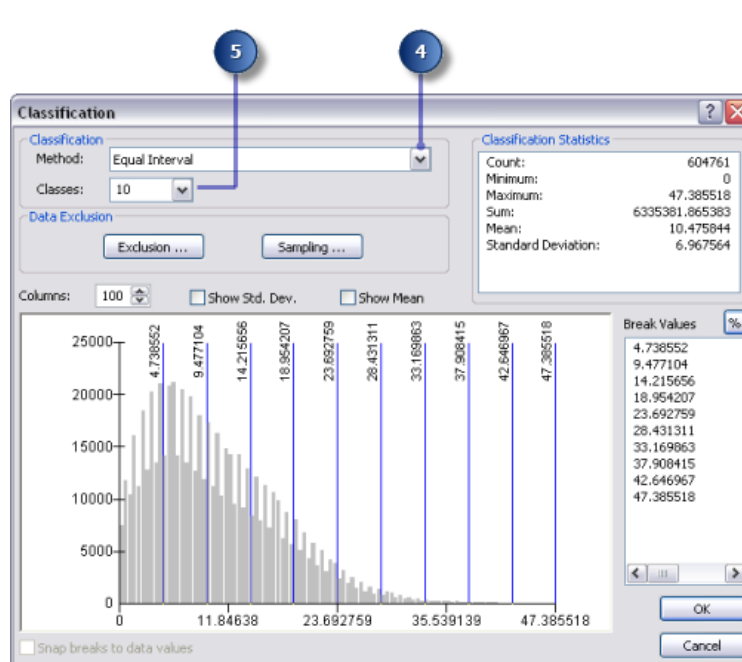 5
4
Classification
?
Classification
Method:
Equal Interval
Classes:
10
Data Exclusion
Exclusion ...
Sampling ...
Classification Statistics
Count: 604761
Minimum: 0
Maximum: 47.385518
Sum: 6335381.865383
Mean: 10.475844
Standard Deviation: 6.967564
Columns:
100
Show Std. Dev.
Show Mean
25000
20000
15000
10000
5000
0
4.738552
9.477104
14.215656
18.954207
23.692759
28.431311
33.169863
37.908415
42.646967
47.385518
0
11.84638
23.692759
35.539139
47.385518
Break Values
%
4.738552
9.477104
14.215656
18.954207
23.692759
28.431311
33.169863
37.908415
42.646967
47.385518
OK
Cancel
Snap breaks to data values